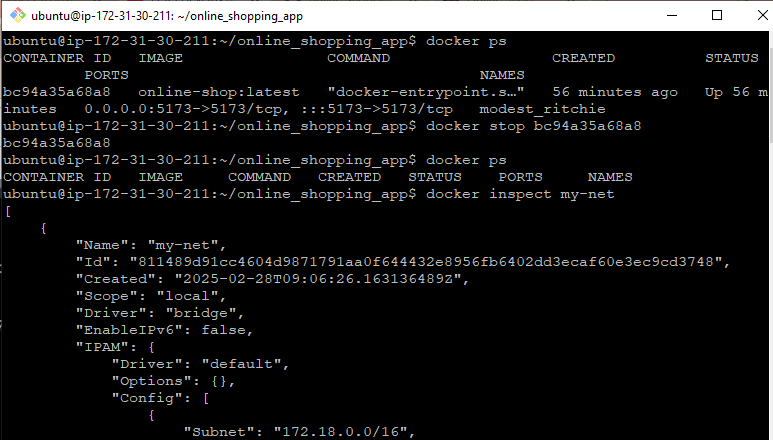 ubuntu@ip-172-31-30-211: ~/online_shopping_app
ubuntu@ip-172-31-30-211:~/online_shopping_app$ docker ps
CONTAINER ID   IMAGE                COMMAND                  CREATED          STATUS
         PORTS                                       NAMES
bc94a35a68a8   online-shop:latest   "docker-entrypoint.s…"   56 minutes ago   Up 56 m
inutes   0.0.0.0:5173->5173/tcp, :::5173->5173/tcp   modest_ritchie
ubuntu@ip-172-31-30-211:~/online_shopping_app$ docker stop bc94a35a68a8
bc94a35a68a8
ubuntu@ip-172-31-30-211:~/online_shopping_app$ docker ps
CONTAINER ID   IMAGE     COMMAND   CREATED   STATUS    PORTS     NAMES
ubuntu@ip-172-31-30-211:~/online_shopping_app$ docker inspect my-net
[
    {
        "Name": "my-net",
        "Id": "811489d91cc4604d9871791aa0f644432e8956fb6402dd3ecaf60e3ec9cd3748",
        "Created": "2025-02-28T09:06:26.163136489Z",
        "Scope": "local",
        "Driver": "bridge",
        "EnableIPv6": false,
        "IPAM": {
            "Driver": "default",
            "Options": {},
            "Config": [
                {
                    "Subnet": "172.18.0.0/16",